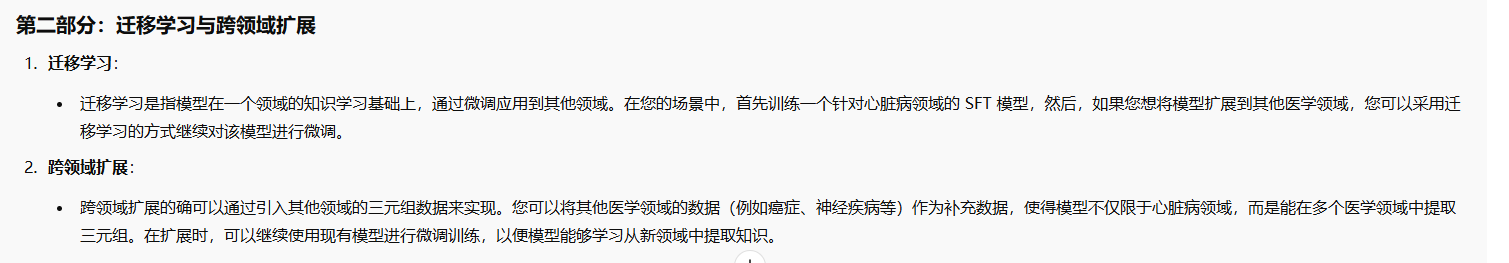 第二部分：迁移学习与跨领域扩展
1. 迁移学习：
• 迁移学习是指模型在一个领域的知识学习基础上，通过微调应用到其他领域。在您的场景中，首先训练一个针对心脏病领域的 SFT 模型，然后，如果您想将模型扩展到其他医学领域，您可以采用迁
移学习的方式继续对该模型进行微调。
2. 跨领域扩展：
• 跨领域扩展的确可以通过引入其他领域的三元组数据来实现。您可以将其他医学领域的数据（例如癌症、神经疾病等）作为补充数据，使得模型不仅限于心脏病领域，而是能在多个医学领域中提取
三元组。在扩展时，可以继续使用现有模型进行微调训练，以便模型能够学习从新领域中提取知识。